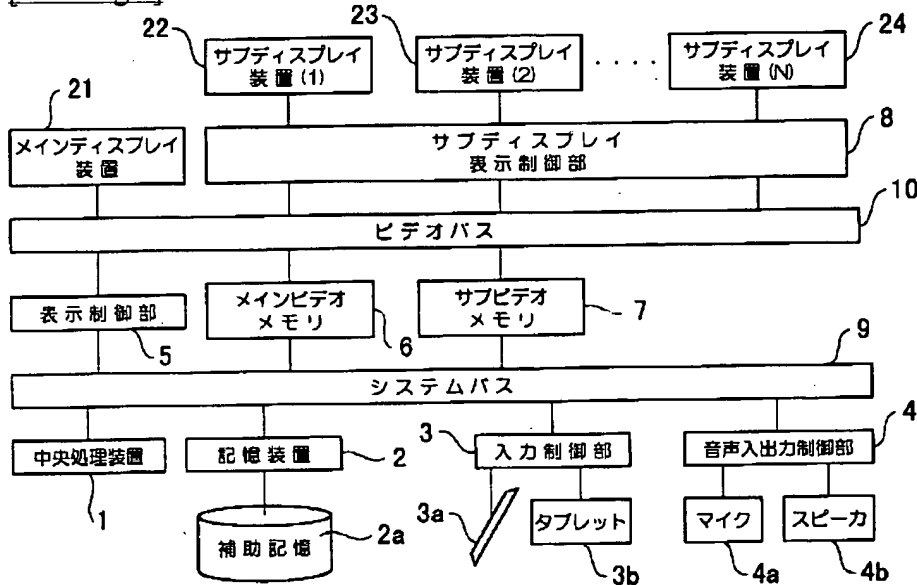 22
サブディスプレイ
装置(1)
23
サブディスプレイ
装置(2)
・・・・
サブディスプレイ
装置(N)
24
21
メインディスプレイ
装置
サブディスプレイ
表示制御部
8
ビデオバス
10
表示制御部
5
メインビデオ
メモリ
6
サブビデオ
メモリ
7
システムバス
9
中央処理装置
1
記憶装置
2
3
入力制御部
音声入出力制御部
4
補助記憶
2a
3a
タブレット
3b
マイク
4a
スピーカ
4b